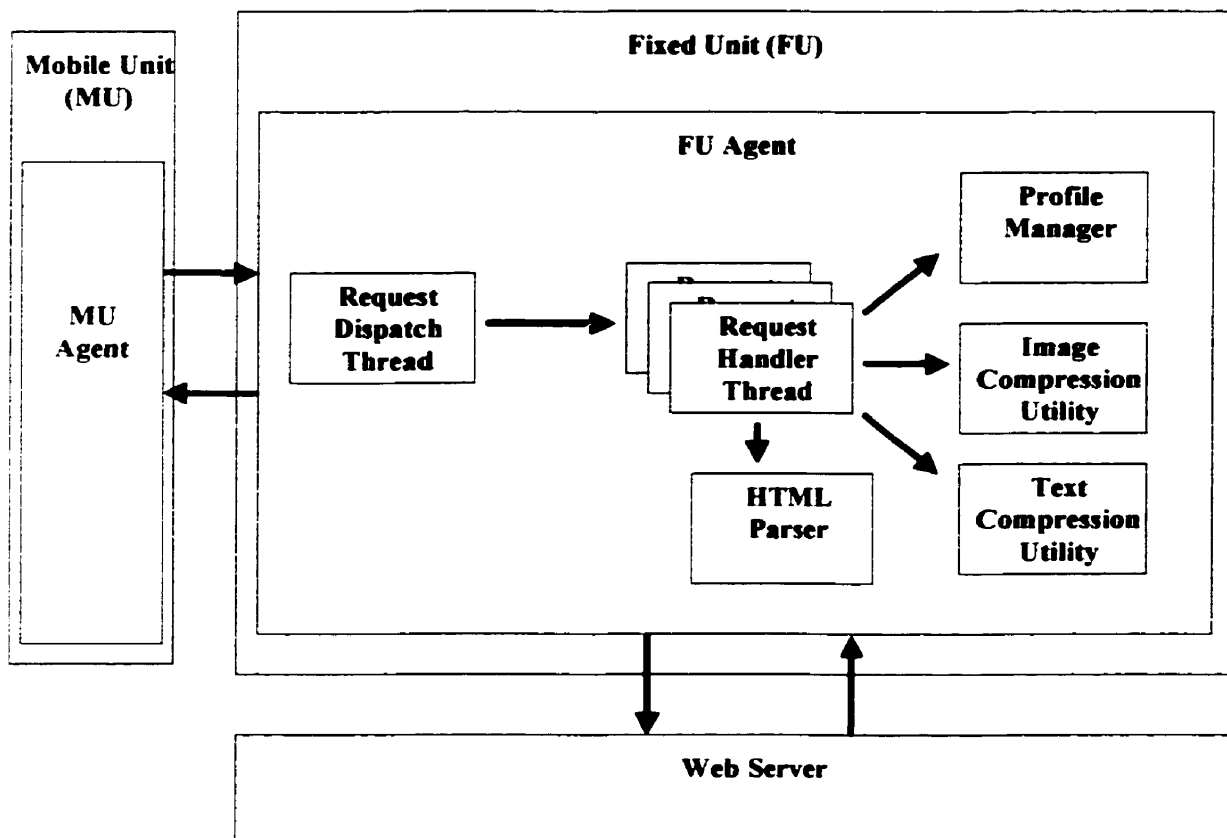 Fixed Unit (FU)
Mobile Unit
(MU)
FU Agent
Profile
Manager
MU
Agent
Request
Dispatch
Thread
Request
Handler
Thread
Image
Compression
Utility
HTML
Parser
Text
Compression
Utility
Web Server